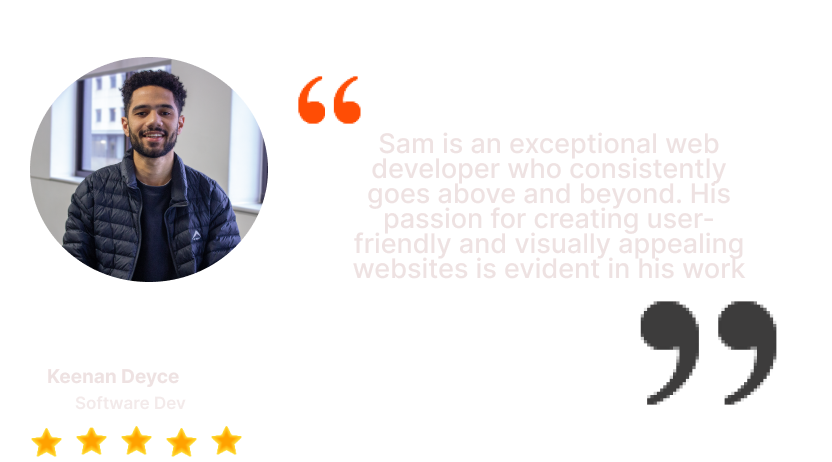 Sam is an exceptional web
developer who consistently
goes above and beyond. His
passion for creating user-
friendly and visually appealing
websites is evident in his work
Keenan Deyce
Software Dev